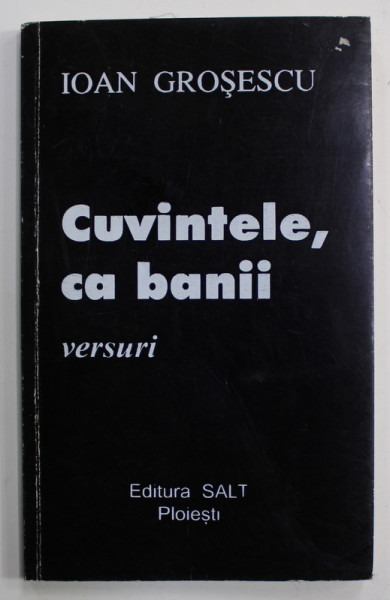 IOAN GROŞESCU
Cuvintele,
ca banii
versuri
Editura SALT
Ploieşti